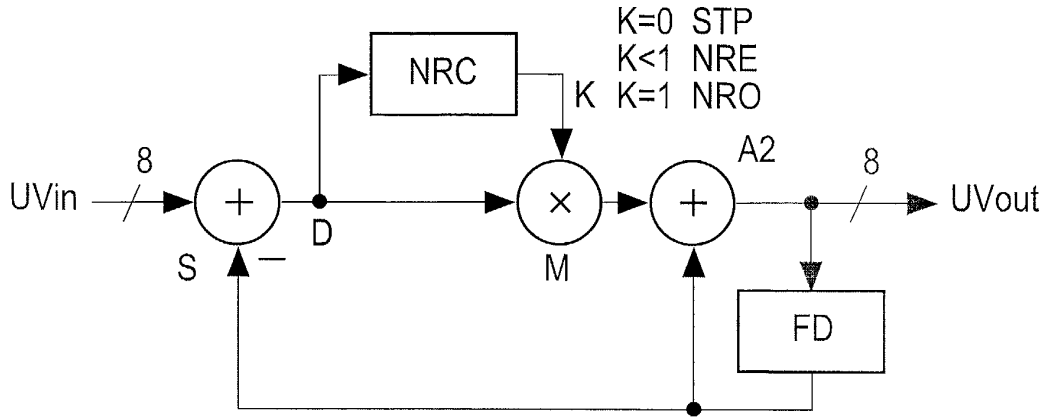 K=0 STP
K<1 NRE
K K=1 NRO
NRC
A2
8
8
UVin
+
×
+
UVout
D
S
−
M
FD